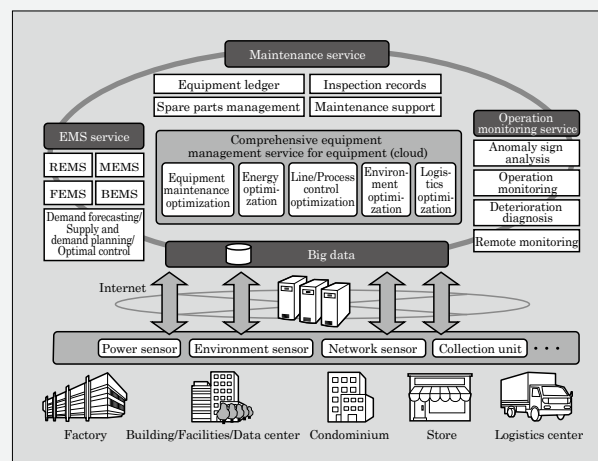 Maintenance service
Equipment ledger
Inspection records
Spare parts management
Maintenance support
EMS service
REMS
MEMS
FEMS
BEMS
Demand forecasting/
Supply and
demand planning/
Optimal control
Comprehensive equipment
management service for equipment (cloud)
Equipment
maintenance
optimization
Energy
optimi-
zation
Line/Process
control
optimization
Environ-
ment
optimi-
zation
Logis-
tics
optimi-
zation
Operation
monitoring service
Anomaly sign
analysis
Operation
monitoring
Deterioration
diagnosis
Remote monitoring
Big data
Internet
Power sensor
Environment sensor
Network sensor
Collection unit
• • •
Factory
Building/Facilities/Data center
Condominium
Store
Logistics center